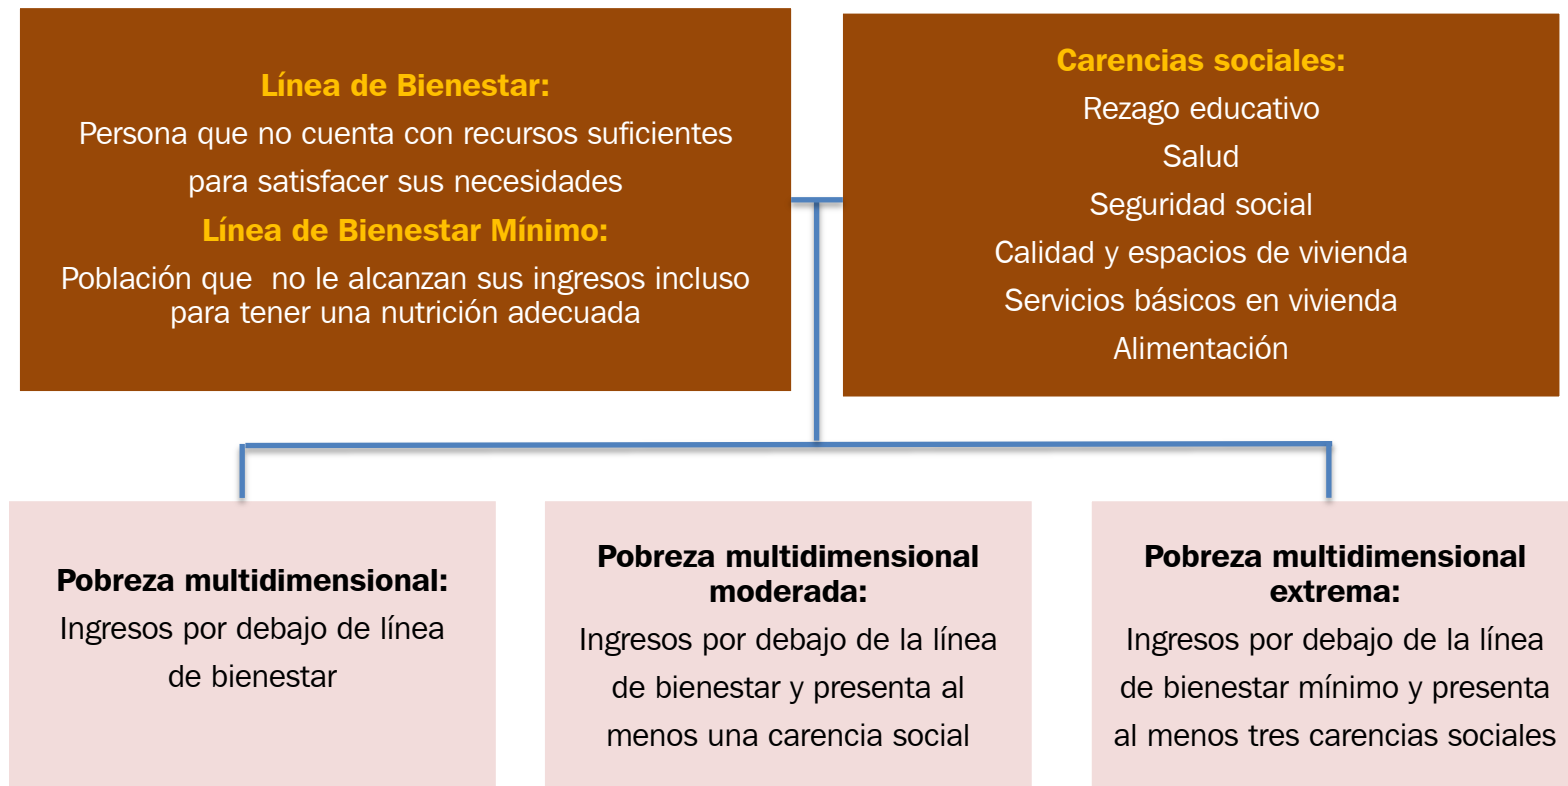 Línea de Bienestar:
Persona que no cuenta con recursos suficientes
para satisfacer sus necesidades
Línea de Bienestar Mínimo:
Población que  no le alcanzan sus ingresos incluso
para tener una nutrición adecuada
Carencias sociales:
Rezago educativo
Salud
Seguridad social
Calidad y espacios de vivienda
Servicios básicos en vivienda
Alimentación
Pobreza multidimensional:
Ingresos por debajo de línea
de bienestar
Pobreza multidimensional
moderada:
Ingresos por debajo de la línea
de bienestar y presenta al
menos una carencia social
Pobreza multidimensional
extrema:
Ingresos por debajo de la línea
de bienestar mínimo y presenta
al menos tres carencias sociales